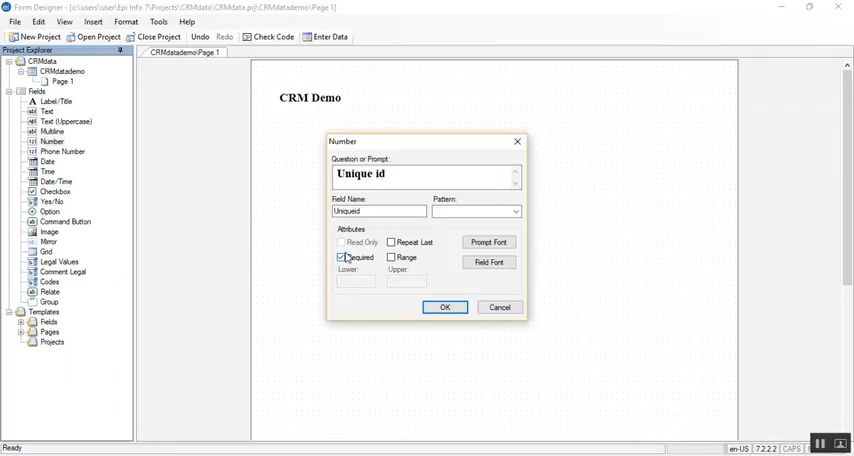 Form Designer - [c:\users\user\Epi Info 7\Projects\CRMdata\CRMdata.prj\CRMdatademo\Page 1]
File Edit View Insert Format Tools Help
New Project Open Project Close Project Undo Redo Check Code Enter Data
Project Explorer
CRMdatademo\Page 1
CRMdata
CRMdatademo
Page 1
Fields
Label/Title
Text
Text (Uppercase)
Multiline
Number
Phone Number
Date
Time
Date/Time
Checkbox
Yes/No
Option
Command Button
Image
Mirror
Grid
Legal Values
Comment Legal
Codes
Relate
Group
Templates
Fields
Pages
Projects
CRM Demo
Number
Question or Prompt:
Unique id
Field Name: Pattern:
Uniqueid
Attributes
Read Only Repeat Last Prompt Font
Required Range Field Font
Lower: Upper:
OK Cancel
Ready en-US 7.2.2.2 CAPS